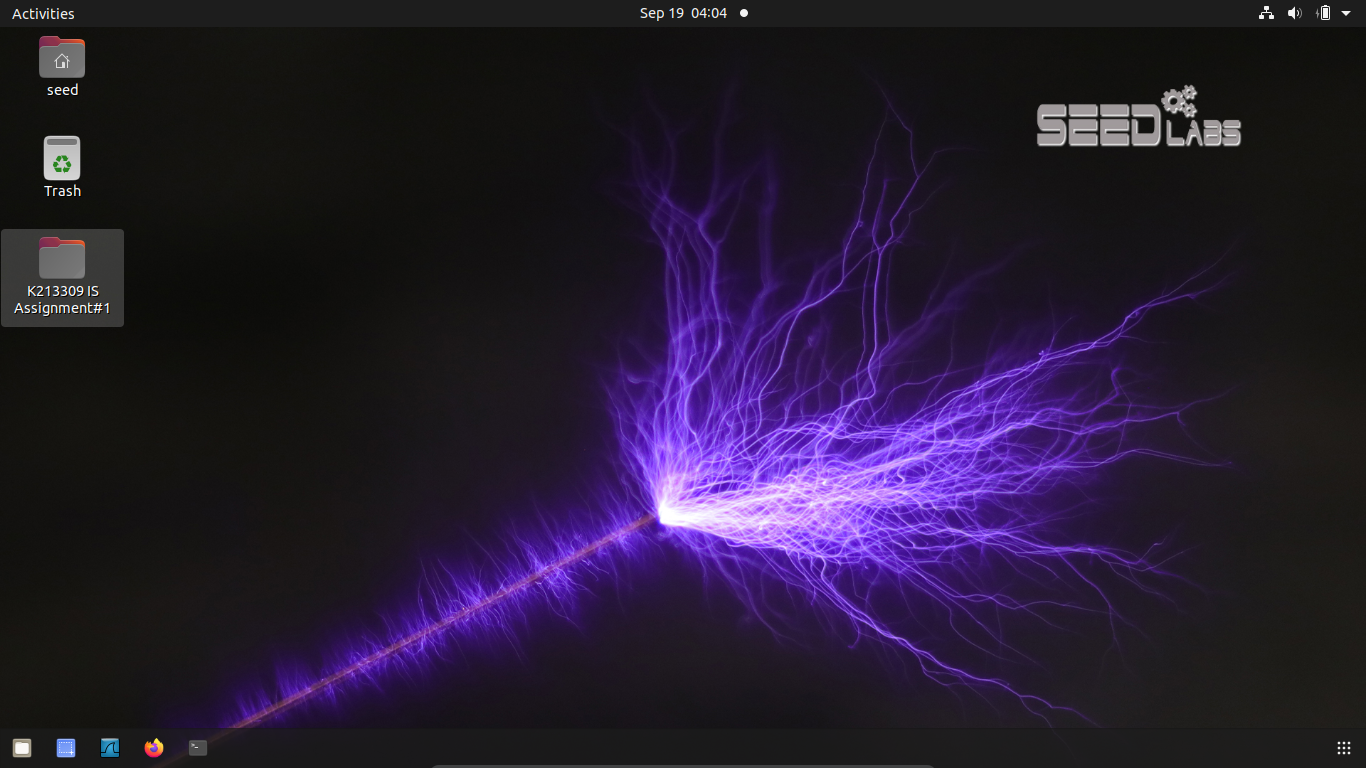 Activities
Sep 19 04:04
seed
Trash
K213309 IS
Assignment#1
SEED LABS